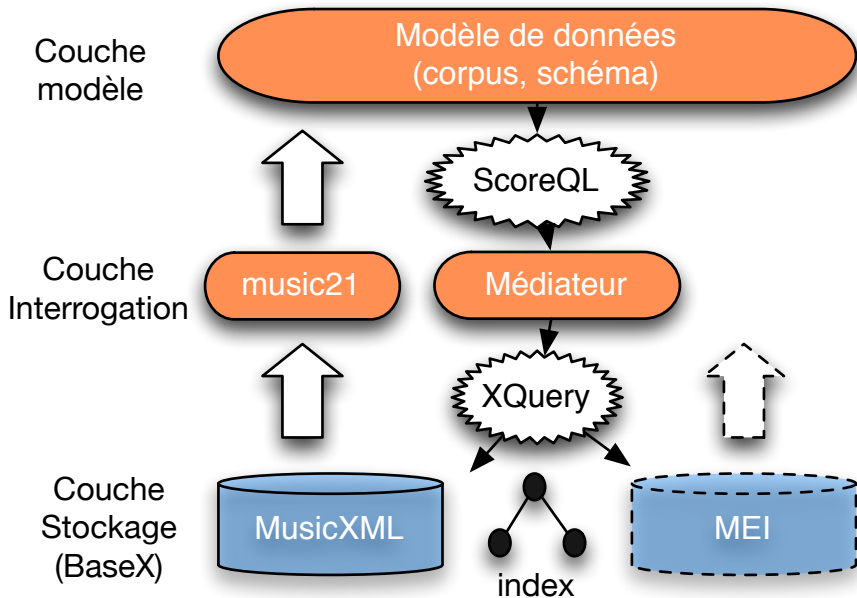 Couche
modèle
Modèle de données
(corpus, schéma)
ScoreQL
Couche
Interrogation
music21
Médiateur
XQuery
Couche
Stockage
(BaseX)
MusicXML
MEI
index